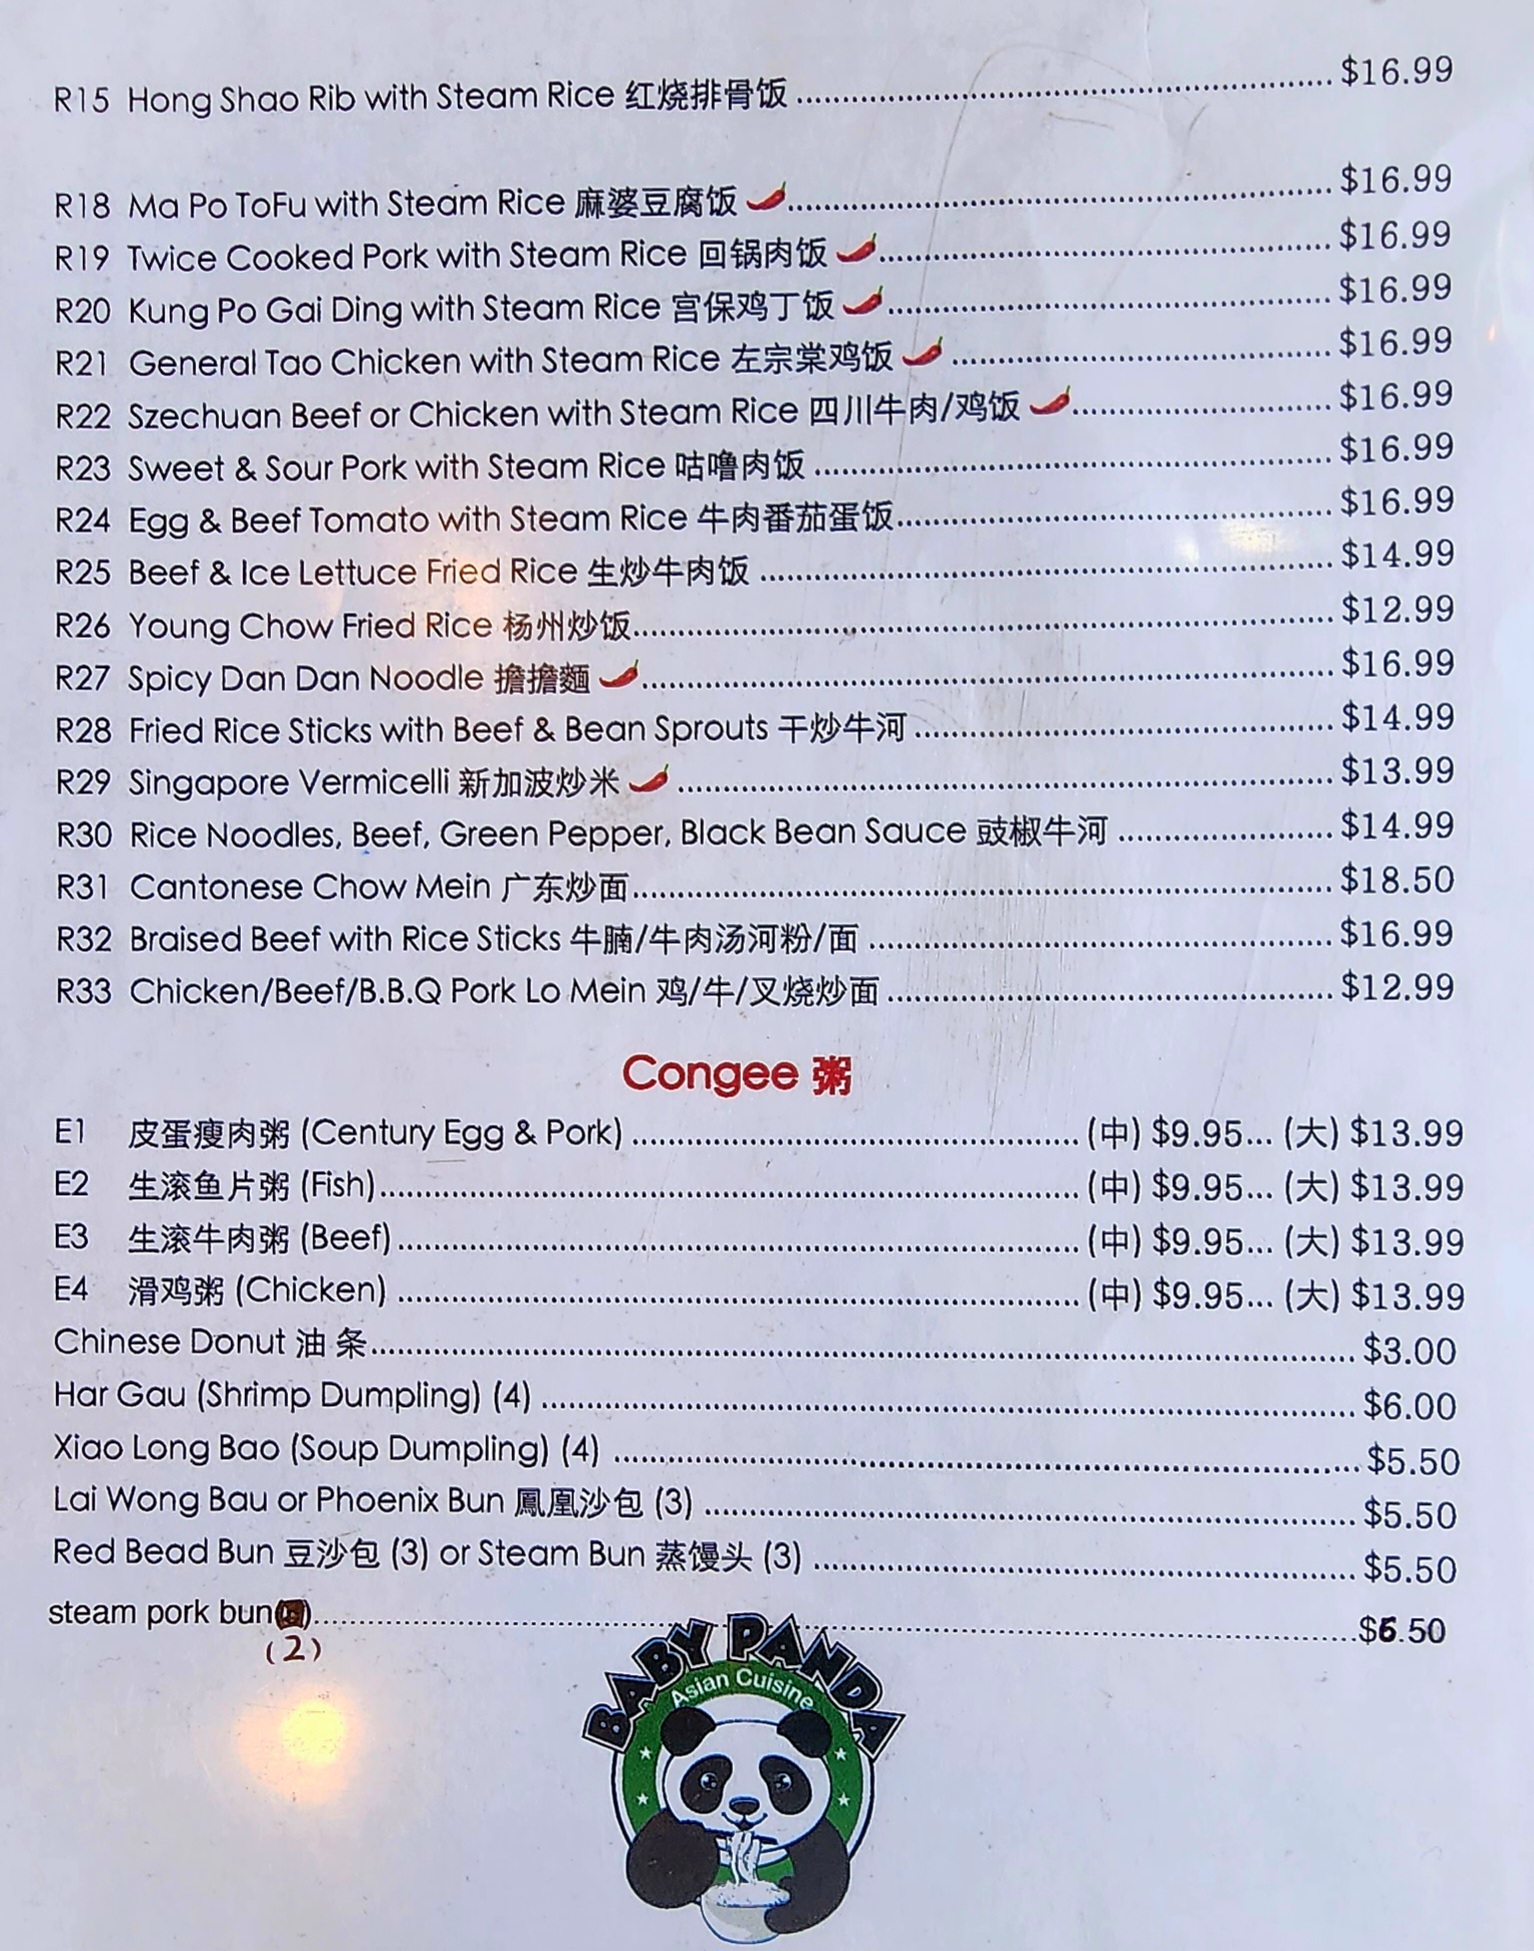 R15 Hong Shao Rib with Steam Rice 红烧排骨饭 ........ $16.99
R18 Ma Po ToFu with Steam Rice 麻婆豆腐饭 ........ $16.99
R19 Twice Cooked Pork with Steam Rice 回锅肉饭 ........ $16.99
R20 Kung Po Gai Ding with Steam Rice 宫保鸡丁饭 ........ $16.99
R21 General Tao Chicken with Steam Rice 左宗棠鸡饭 ........ $16.99
R22 Szechuan Beef or Chicken with Steam Rice 四川牛肉/鸡饭 ........ $16.99
R23 Sweet & Sour Pork with Steam Rice 咕噜肉饭 ........ $16.99
R24 Egg & Beef Tomato with Steam Rice 牛肉番茄蛋饭 ........ $16.99
R25 Beef & Ice Lettuce Fried Rice 生炒牛肉饭 ........ $14.99
R26 Young Chow Fried Rice 杨州炒饭 ........ $12.99
R27 Spicy Dan Dan Noodle 擔擔麵 ........ $16.99
R28 Fried Rice Sticks with Beef & Bean Sprouts 干炒牛河 ........ $14.99
R29 Singapore Vermicelli 新加波炒米 ........ $13.99
R30 Rice Noodles, Beef, Green Pepper, Black Bean Sauce 豉椒牛河 ........ $14.99
R31 Cantonese Chow Mein 广东炒面 ........ $18.50
R32 Braised Beef with Rice Sticks 牛腩/牛肉汤河粉/面 ........ $16.99
R33 Chicken/Beef/B.B.Q Pork Lo Mein 鸡/牛/叉烧炒面 ........ $12.99
Congee 粥
E1 皮蛋瘦肉粥 (Century Egg & Pork) ........ (中) $9.95... (大) $13.99
E2 生滚鱼片粥 (Fish) ........ (中) $9.95... (大) $13.99
E3 生滚牛肉粥 (Beef) ........ (中) $9.95... (大) $13.99
E4 滑鸡粥 (Chicken) ........ (中) $9.95... (大) $13.99
Chinese Donut 油 条 ........ $3.00
Har Gau (Shrimp Dumpling) (4) ........ $6.00
Xiao Long Bao (Soup Dumpling) (4) ........ $5.50
Lai Wong Bau or Phoenix Bun 鳳凰沙包 (3) ........ $5.50
Red Bead Bun 豆沙包 (3) or Steam Bun 蒸馒头 (3) ........ $5.50
steam pork bun ........ $6.50
(2)
BABY PANDA
Asian Cuisine